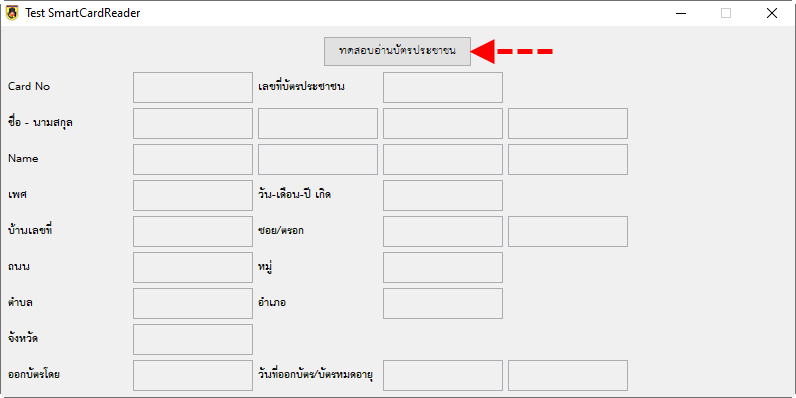 Test SmartCardReader
ทดสอบอ่านบัตรประชาชน
Card No เลขที่บัตรประชาชน
ชื่อ - นามสกุล
Name
เพศ วัน-เดือน-ปี เกิด
บ้านเลขที่ ซอย/ตรอก
ถนน หมู่
ตำบล อำเภอ
จังหวัด
ออกบัตรโดย วันที่ออกบัตร/บัตรหมดอายุ